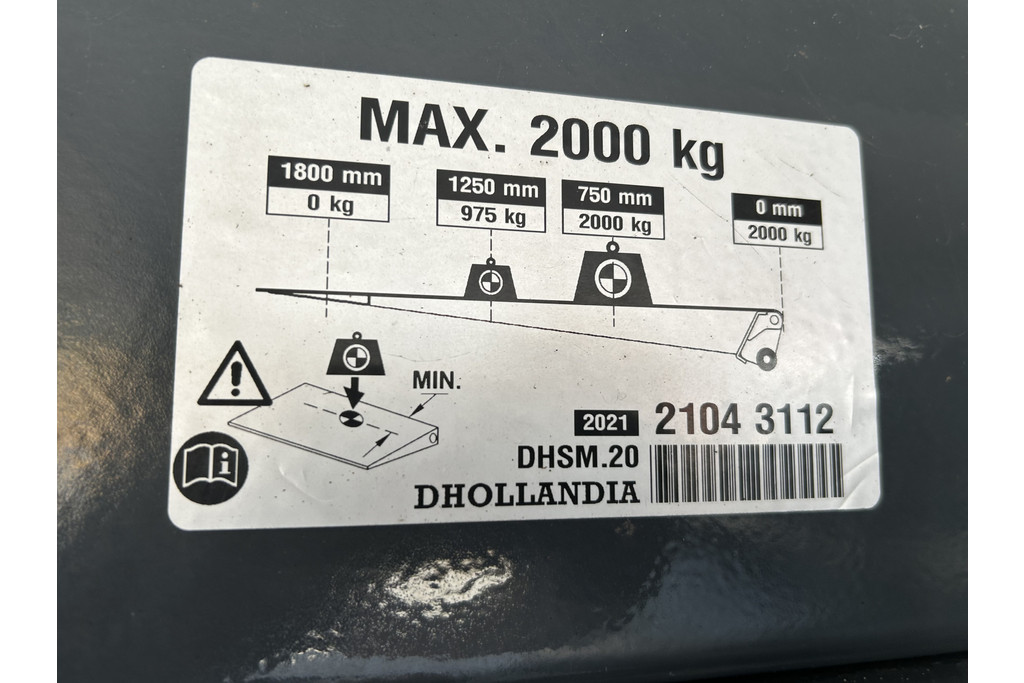 MAX. 2000 kg
1800 mm
0 kg
1250 mm
975 kg
750 mm
2000 kg
0 mm
2000 kg
MIN.
2021 2104 3112
DHSM.20
DHOLLANDIA